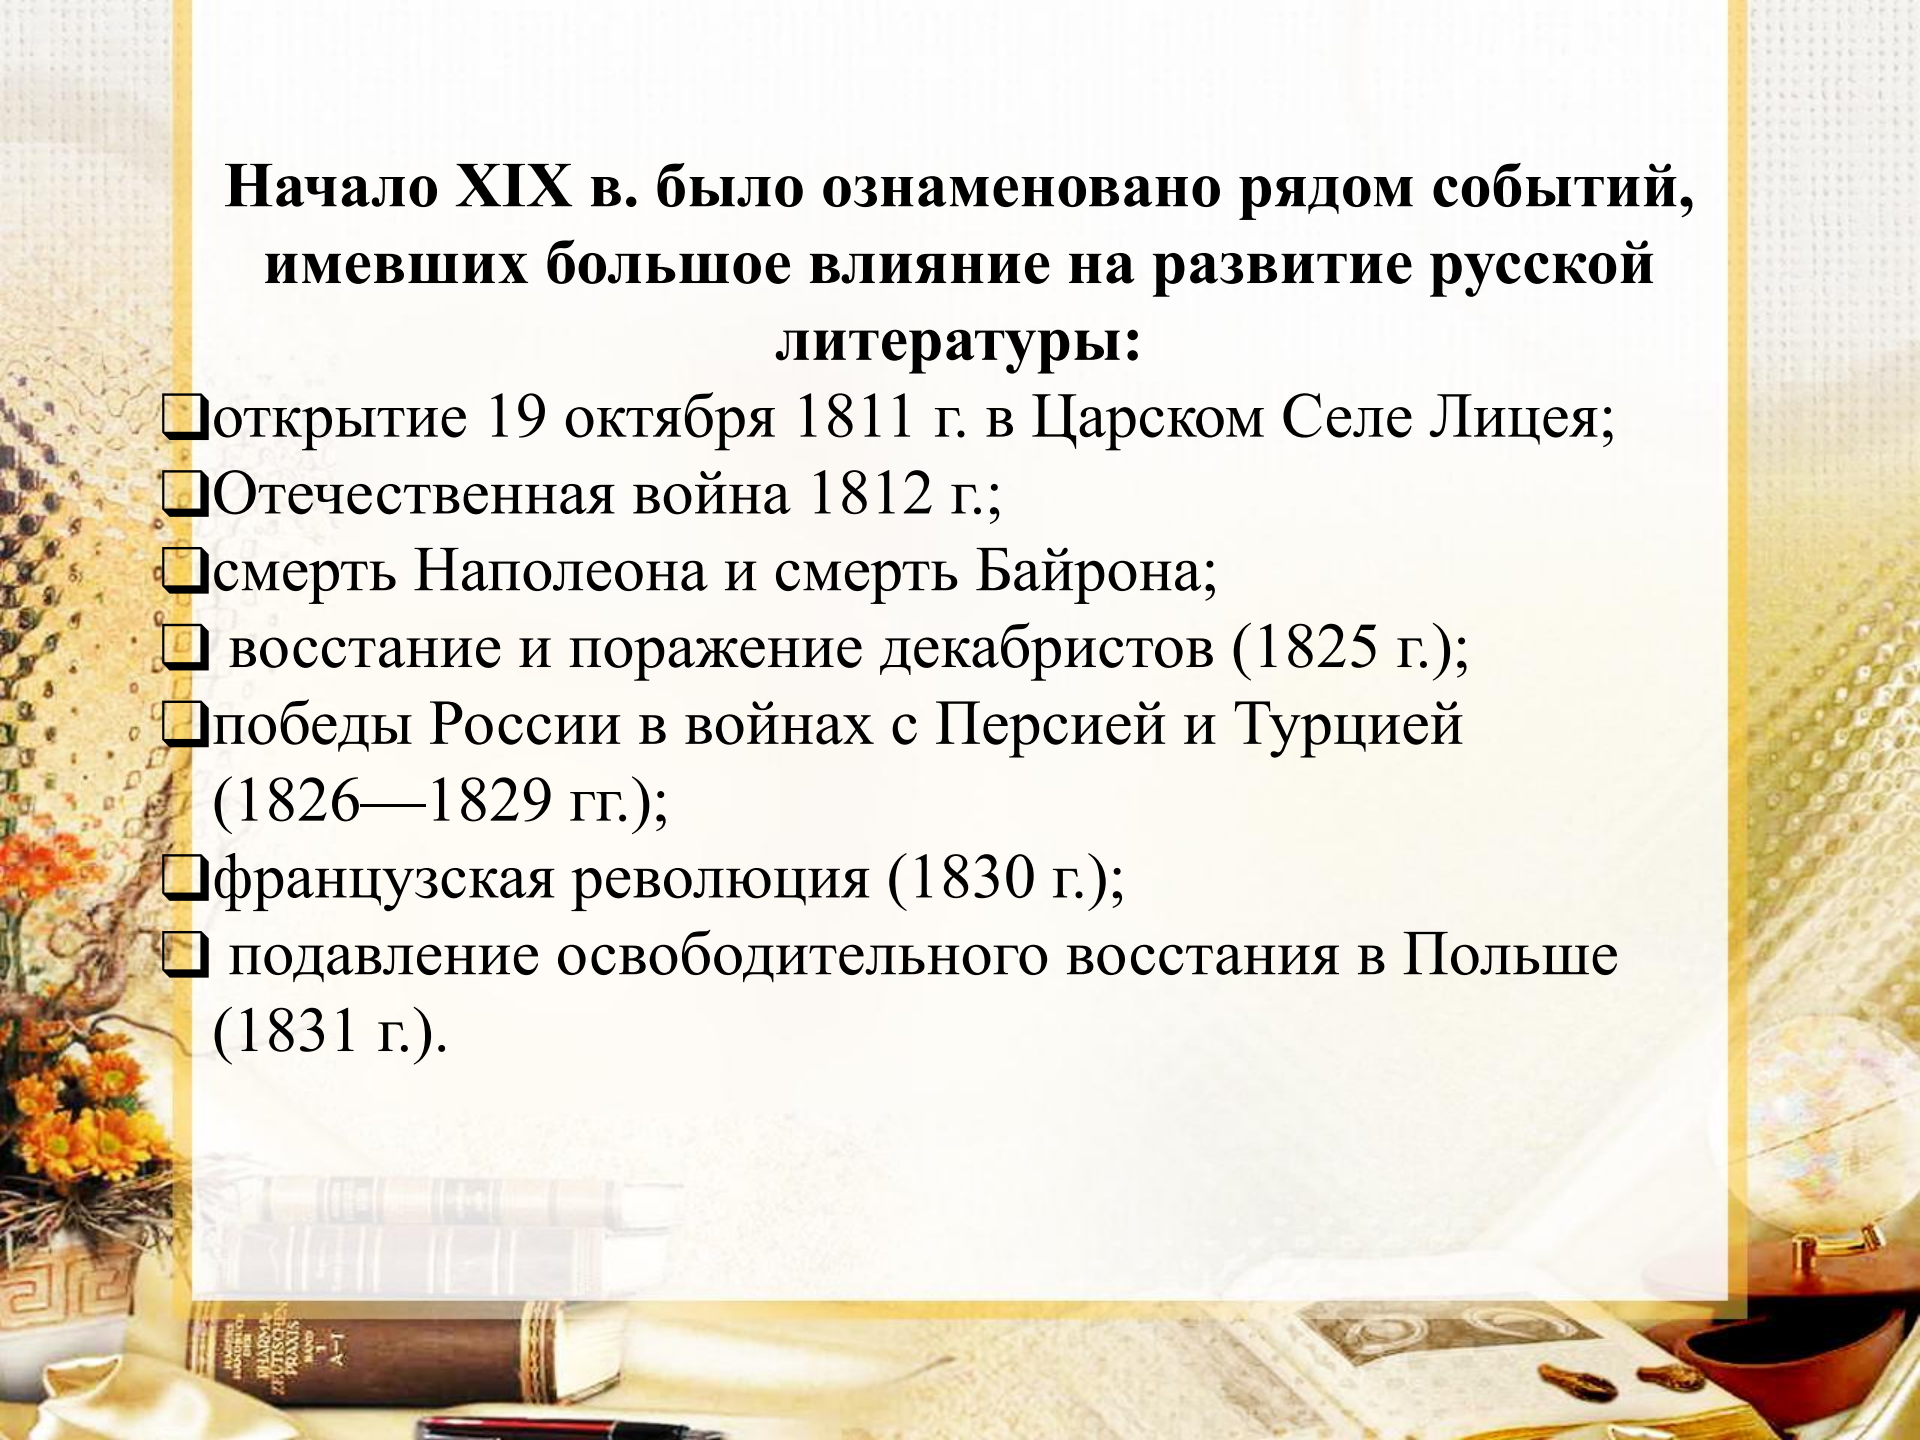 Начало XIX в. было ознаменовано рядом событий,
имевших большое влияние на развитие русской
литературы:
❑открытие 19 октября 1811 г. в Царском Селе Лицея;
❑Отечественная война 1812 г.;
❑смерть Наполеона и смерть Байрона;
❑ восстание и поражение декабристов (1825 г.);
❑победы России в войнах с Персией и Турцией
(1826—1829 гг.);
❑французская революция (1830 г.);
❑ подавление освободительного восстания в Польше
(1831 г.).
PRAXIS
BAND
I
A–I